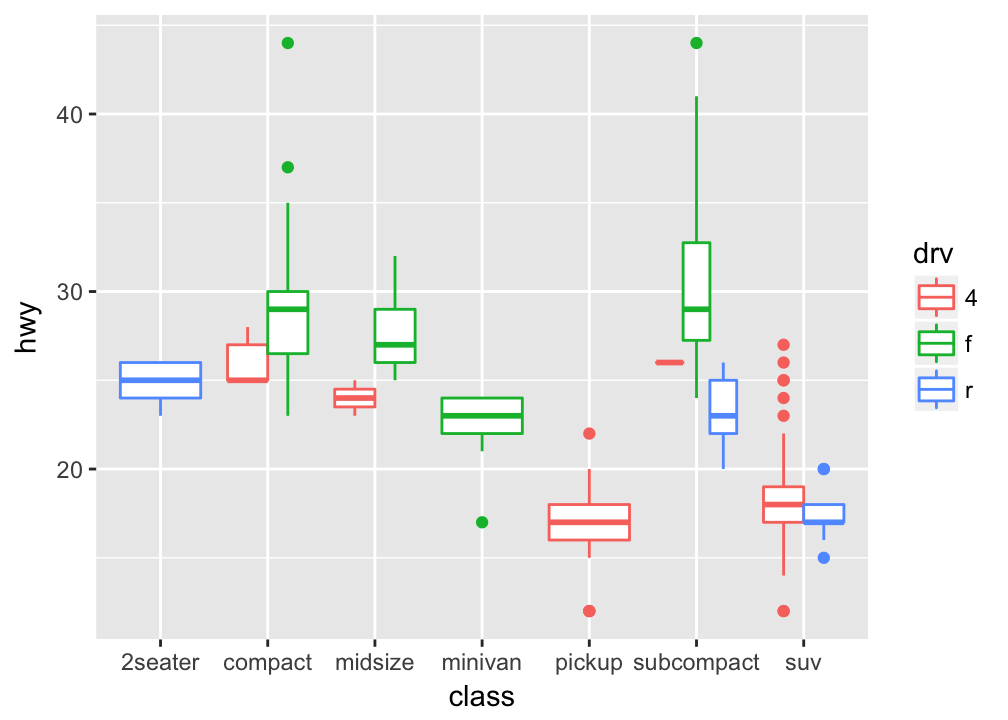 40
30
20
hwy
2seater compact midsize minivan pickup subcompact suv
class
drv
4
f
r